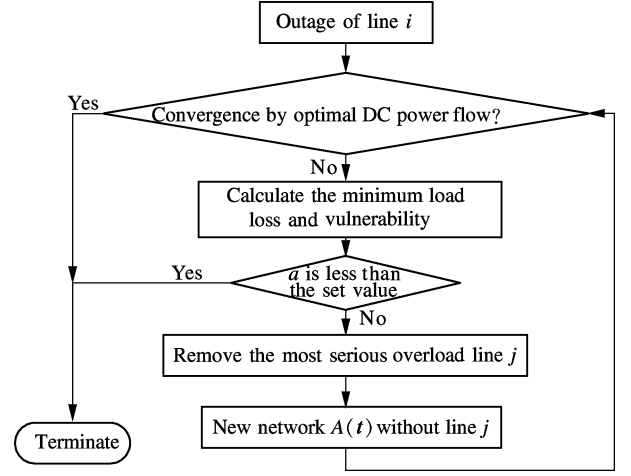 Outage of line i
Yes
Convergence by optimal DC power flow?
No
Calculate the minimum load
loss and vulnerability
Yes
a is less than
the set value
No
Remove the most serious overload line j
New network A(t) without line j
Terminate